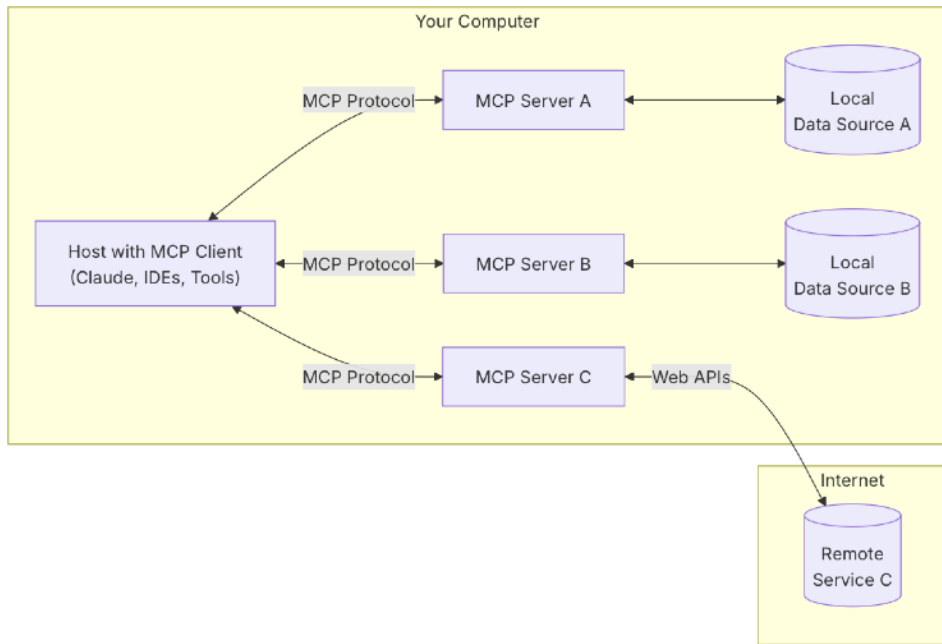 Your Computer
MCP Protocol
MCP Server A
Local
Data Source A
Host with MCP Client
(Claude, IDEs, Tools)
MCP Protocol
MCP Server B
Local
Data Source B
MCP Protocol
MCP Server C
Web APIs
Internet
Remote
Service C